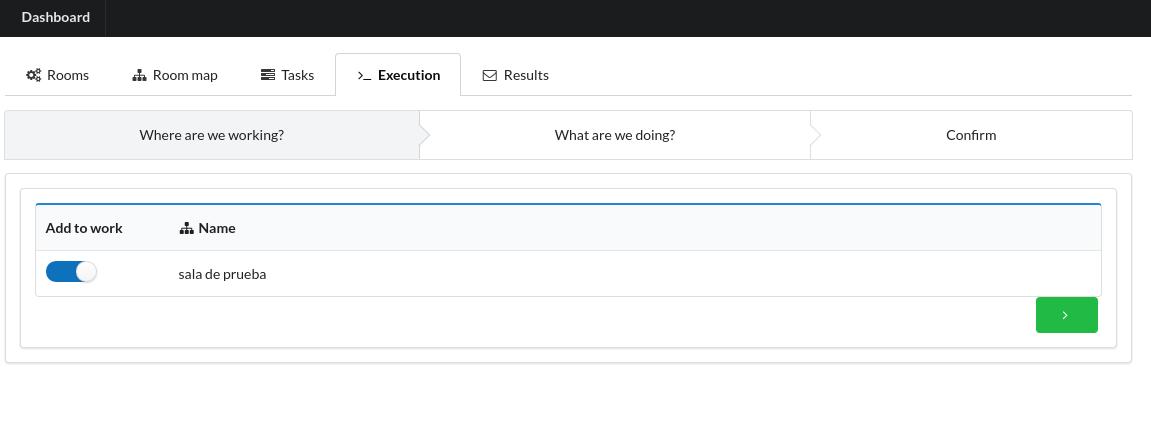 Dashboard
Rooms
Room map
Tasks
Execution
Results
Where are we working?
What are we doing?
Confirm
Add to work
Name
sala de prueba